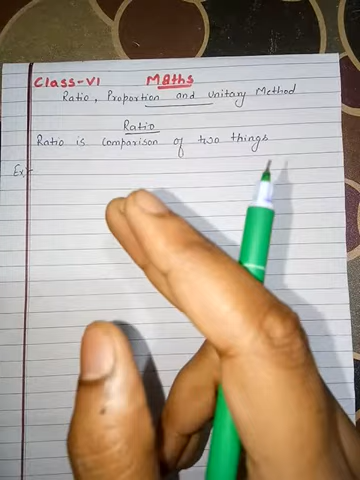 Class-VI Maths
Ratio, Proportion and Unitary Method
Ratio
Ratio is comparison of two things
Ex:-